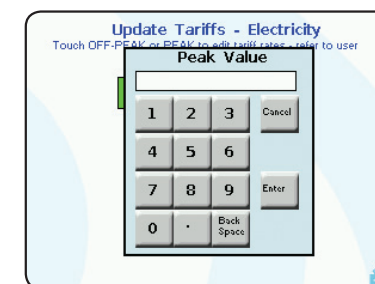 Update Tariffs - Electricity
Touch OFF-PEAK or PEAK to edit tariff rates - refer to user
Peak Value
1 2 3 Cancel
4 5 6
7 8 9 Enter
0 . Back Space